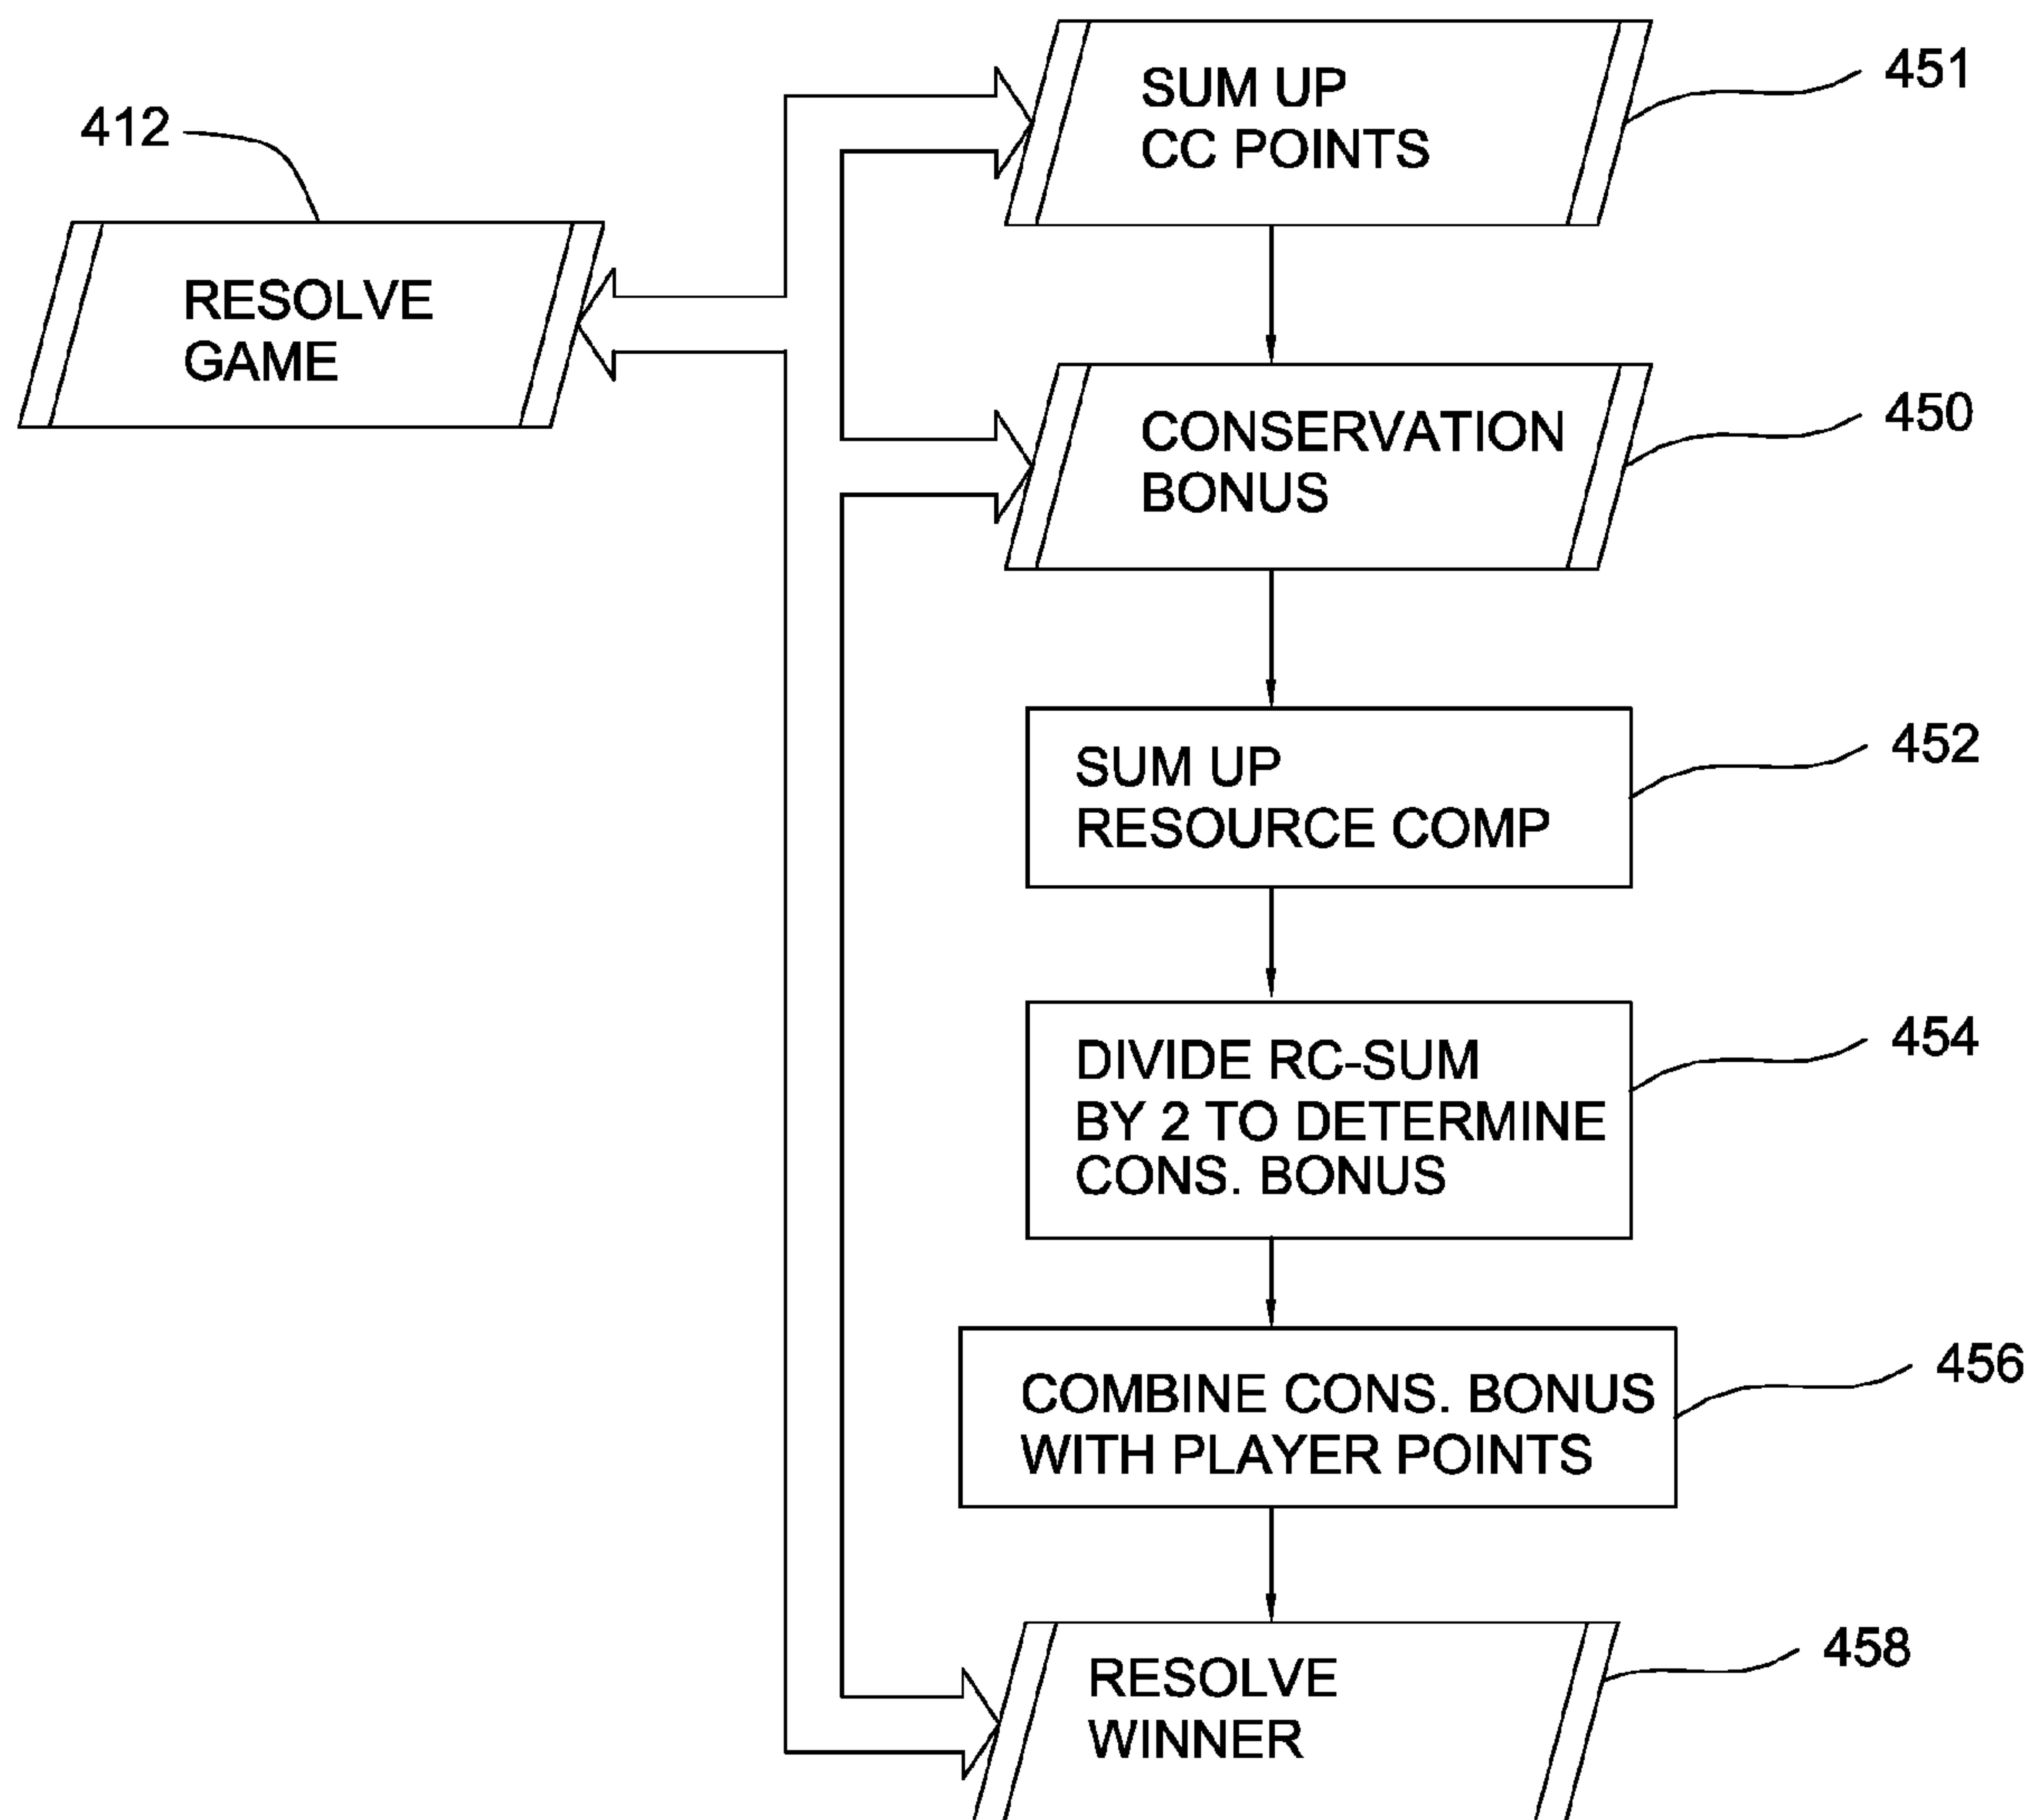 412
RESOLVE
GAME
SUM UP
CC POINTS
451
CONSERVATION
BONUS
450
SUM UP
RESOURCE COMP
452
DIVIDE RC-SUM
BY 2 TO DETERMINE
CONS. BONUS
454
COMBINE CONS. BONUS
WITH PLAYER POINTS
456
RESOLVE
WINNER
458